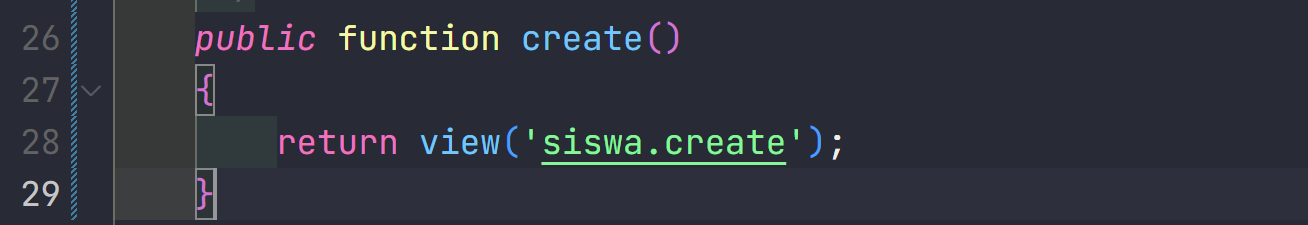 26 public function create()
27 {
28 return view('siswa.create');
29 }